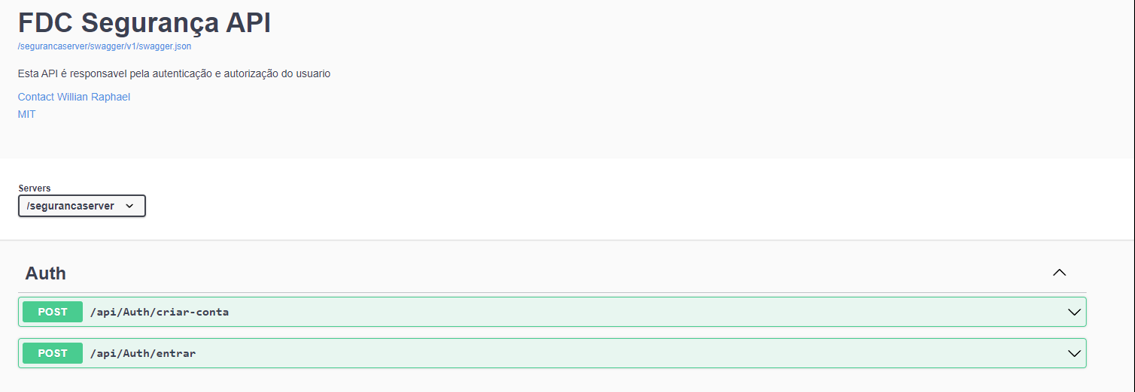 FDC Segurança API
/segurancaserver/swagger/v1/swagger.json
Esta API é responsavel pela autenticação e autorização do usuario
Contact Willian Raphael
MIT
Servers
/segurancaserver
Auth
POST /api/Auth/criar-conta
POST /api/Auth/entrar